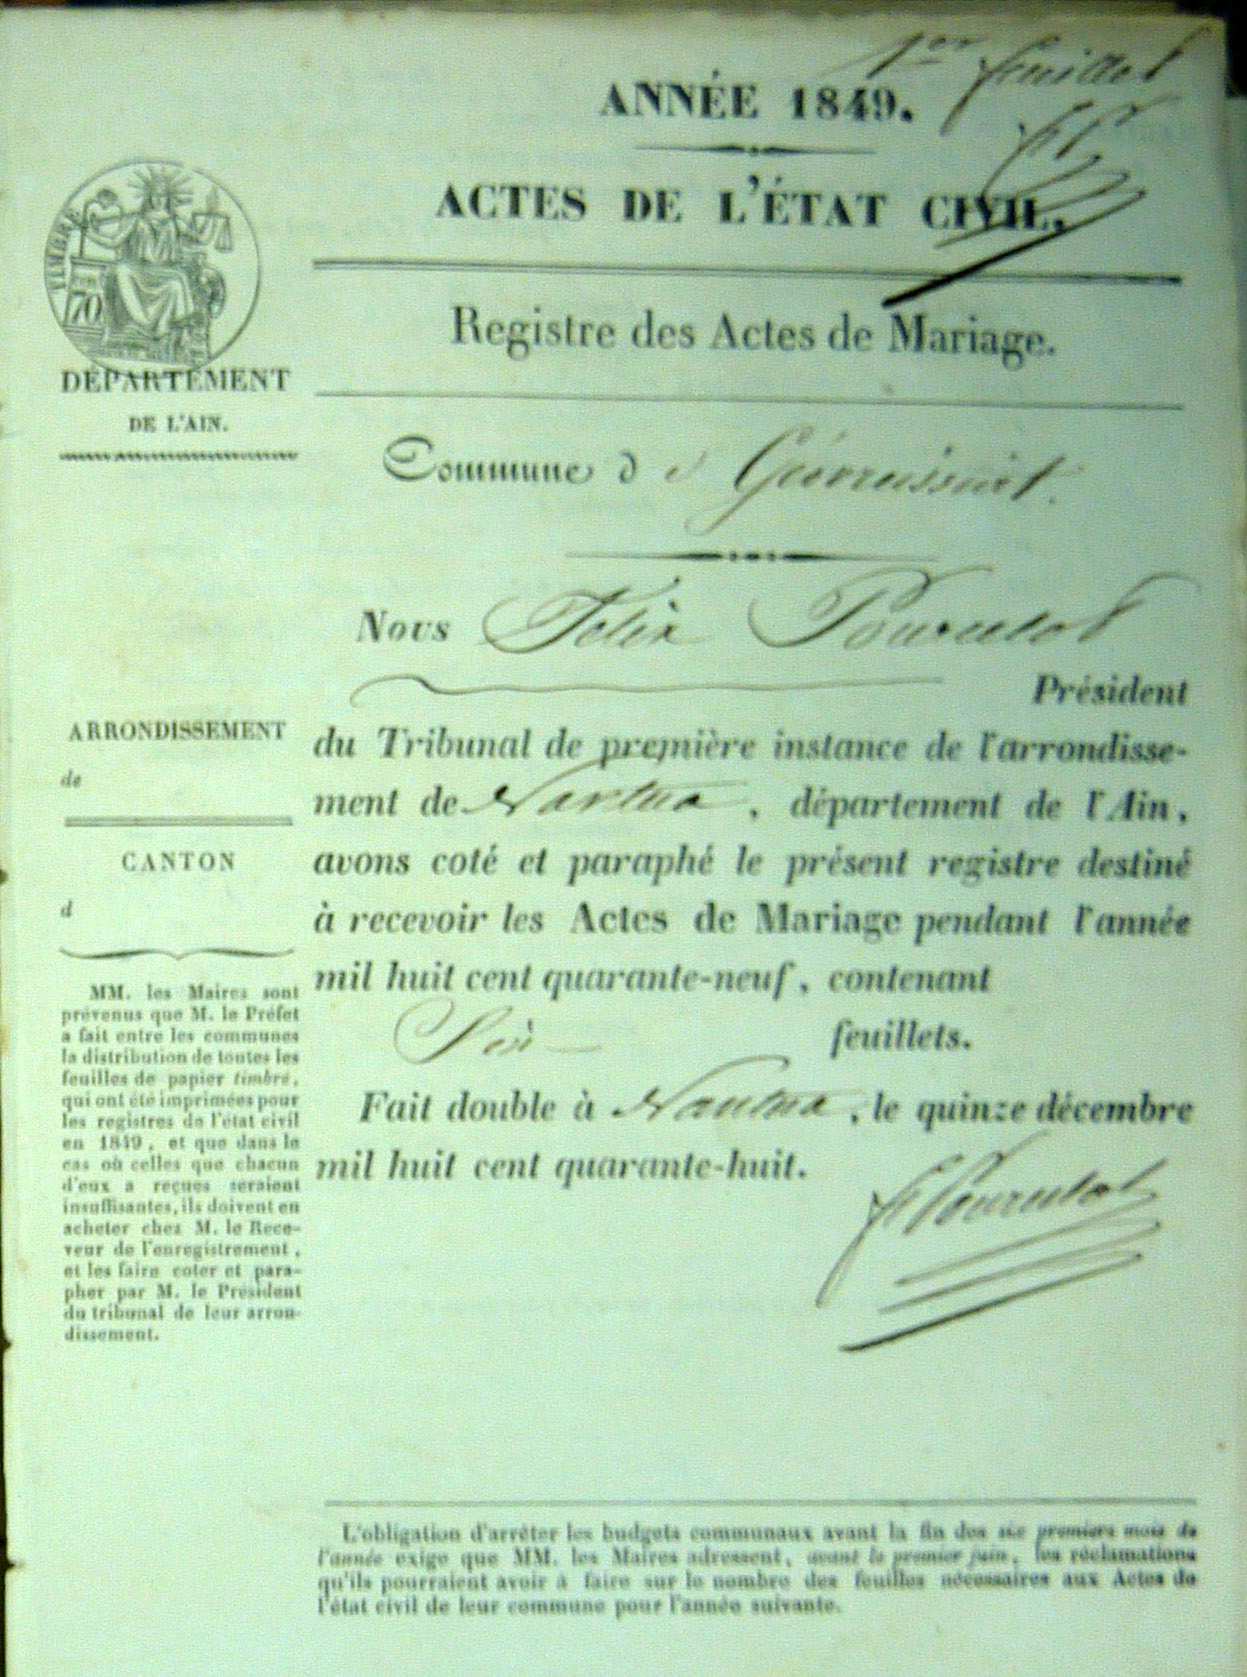 1er feuillet
ANNÉE 1849.
ACTES DE L'ÉTAT CIVIL.
TIMBRE
70
DÉPARTEMENT
DE L'AIN.
Registre des Actes de Mariage.
Commune d
Nous Félix
Président
du Tribunal de première instance de l'arrondisse-
ment de Nantua, département de l'Ain,
avons coté et paraphé le présent registre destiné
à recevoir les Actes de Mariage pendant l'année
mil huit cent quarante-neuf, contenant
Six feuillets.
Fait double à Nantua, le quinze décembre
mil huit cent quarante-huit.
ARRONDISSEMENT
de
CANTON
d
MM. les Maires sont
prévenus que M. le Préfet
a fait entre les communes
la distribution de toutes les
feuilles de papier timbré,
qui ont été imprimées pour
les registres de l'état civil
en 1849, et que dans le
cas où celles que chacun
d'eux a reçues seraient
insuffisantes, ils doivent en
acheter chez M. le Rece-
veur de l'enregistrement,
et les faire coter et para-
pher par M. le Président
du tribunal de leur arron-
dissement.
L'obligation d'arrêter les budgets communaux avant la fin des six premiers mois de
l'année exige que MM. les Maires adressent, avant le premier juin, les réclamations
qu'ils pourraient avoir à faire sur le nombre des feuilles nécessaires aux Actes de
l'état civil de leur commune pour l'année suivante.